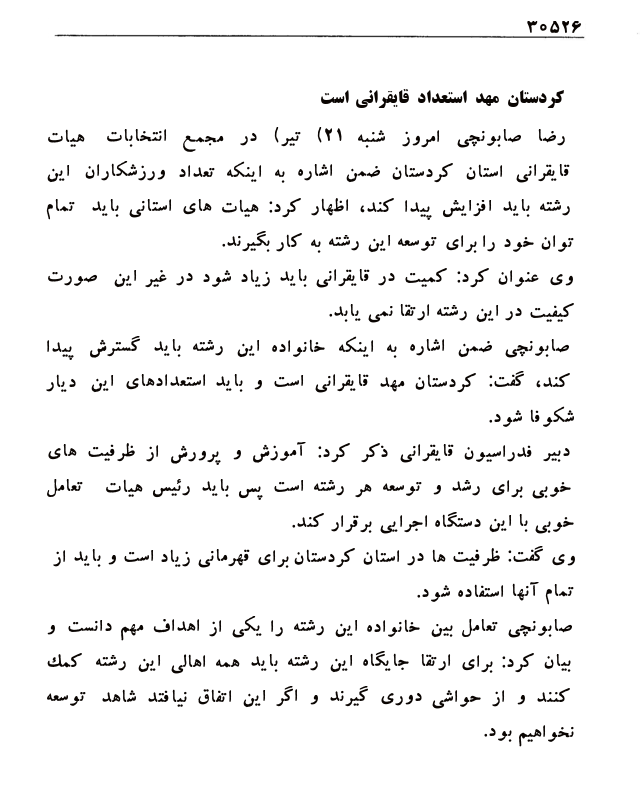 ۳۰۵۲۶
کردستان مهد استعداد قایقرانی است
رضا صابونچی امروز شنبه ۲۱) تیر) در مجمع انتخابات هیات
قایقرانی استان کردستان ضمن اشاره به اینکه تعداد ورزشکاران این
رشته باید افزایش پیدا کند، اظهار کرد: هیات های استانی باید تمام
توان خود را برای توسعه این رشته به کار بگیرند.
وی عنوان کرد: کمیت در قایقرانی باید زیاد شود در غیر این صورت
کیفیت در این رشته ارتقا نمی یابد.
صابونچی ضمن اشاره به اینکه خانواده این رشته باید گسترش پیدا
کند، گفت: کردستان مهد قایقرانی است و باید استعدادهای این دیار
شکوفا شود.
دبیر فدراسیون قایقرانی ذکر کرد: آموزش و پرورش از ظرفیت های
خوبی برای رشد و توسعه هر رشته است پس باید رئیس هیات تعامل
خوبی با این دستگاه اجرایی برقرار کند.
وی گفت: ظرفیت ها در استان کردستان برای قهرمانی زیاد است و باید از
تمام آنها استفاده شود.
صابونچی تعامل بین خانواده این رشته را یکی از اهداف مهم دانست و
بیان کرد: برای ارتقا جایگاه این رشته باید همه اهالی این رشته کمك
کنند و از حواشی دوری گیرند و اگر این اتفاق نیافتد شاهد توسعه
نخواهیم بود.